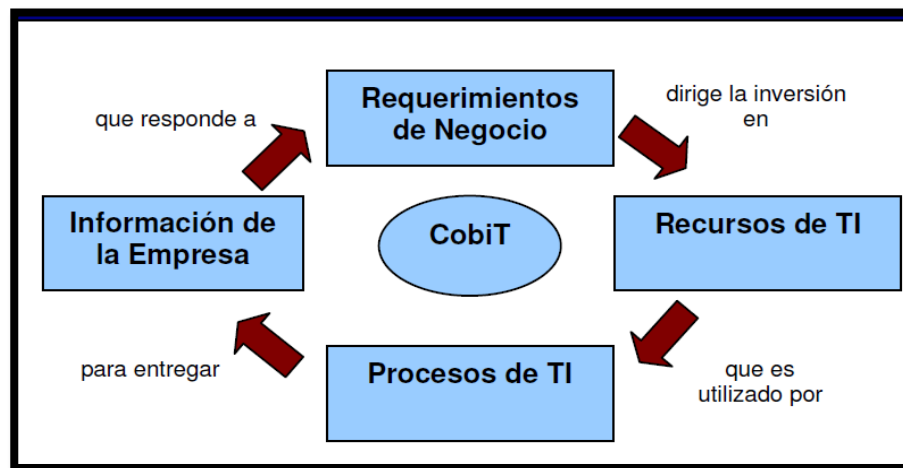 Requerimientos
de Negocio
dirige la inversión
en
que responde a
Información de
la Empresa
CobiT
Recursos de TI
para entregar
Procesos de TI
que es
utilizado por